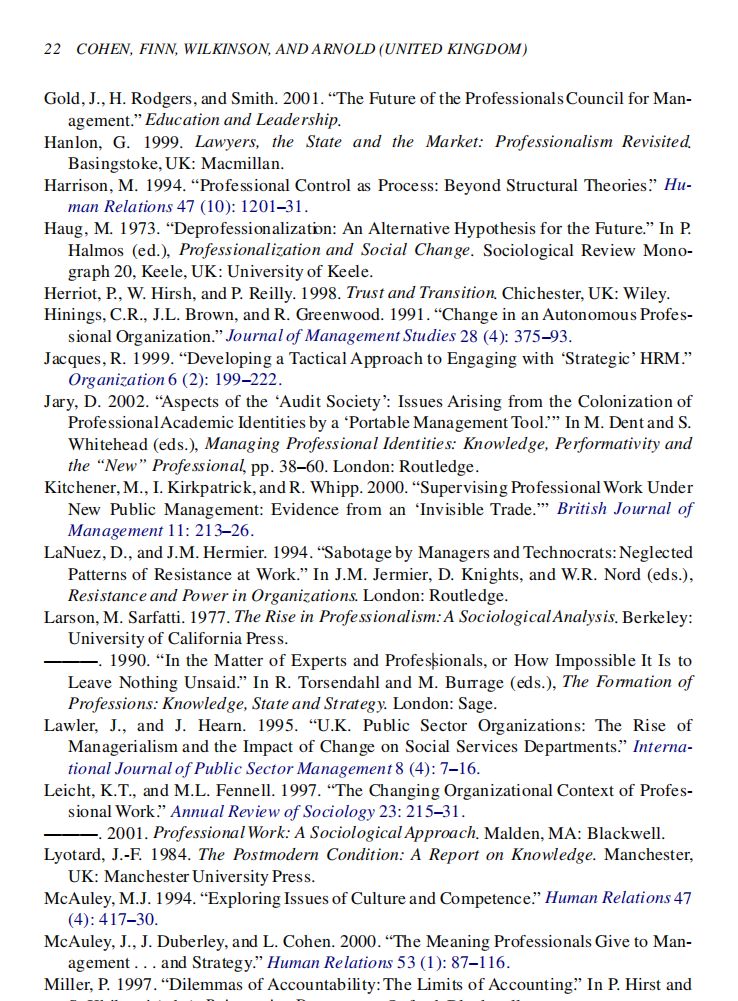 22 COHEN, FINN, WILKINSON, AND ARNOLD (UNITED KINGDOM)
Gold, J., H. Rodgers, and Smith. 2001. “The Future of the Professionals Council for Man-
agement.” Education and Leadership.
Hanlon, G. 1999. Lawyers, the State and the Market: Professionalism Revisited.
Basingstoke, UK: Macmillan.
Harrison, M. 1994. “Professional Control as Process: Beyond Structural Theories.” Hu-
man Relations 47 (10): 1201–31.
Haug, M. 1973. “Deprofessionalization: An Alternative Hypothesis for the Future.” In P.
Halmos (ed.), Professionalization and Social Change. Sociological Review Mono-
graph 20, Keele, UK: University of Keele.
Herriot, P., W. Hirsh, and P. Reilly. 1998. Trust and Transition. Chichester, UK: Wiley.
Hinings, C.R., J.L. Brown, and R. Greenwood. 1991. “Change in an Autonomous Profes-
sional Organization.” Journal of Management Studies 28 (4): 375–93.
Jacques, R. 1999. “Developing a Tactical Approach to Engaging with ‘Strategic’ HRM.”
Organization 6 (2): 199–222.
Jary, D. 2002. “Aspects of the ‘Audit Society’: Issues Arising from the Colonization of
Professional Academic Identities by a ‘Portable Management Tool.’” In M. Dent and S.
Whitehead (eds.), Managing Professional Identities: Knowledge, Performativity and
the “New” Professional, pp. 38–60. London: Routledge.
Kitchener, M., I. Kirkpatrick, and R. Whipp. 2000. “Supervising Professional Work Under
New Public Management: Evidence from an ‘Invisible Trade.’” British Journal of
Management 11: 213–26.
LaNuez, D., and J.M. Hermier. 1994. “Sabotage by Managers and Technocrats: Neglected
Patterns of Resistance at Work.” In J.M. Jermier, D. Knights, and W.R. Nord (eds.),
Resistance and Power in Organizations. London: Routledge.
Larson, M. Sarfatti. 1977. The Rise in Professionalism: A Sociological Analysis. Berkeley:
University of California Press.
———. 1990. “In the Matter of Experts and Professionals, or How Impossible It Is to
Leave Nothing Unsaid.” In R. Torsendahl and M. Burrage (eds.), The Formation of
Professions: Knowledge, State and Strategy. London: Sage.
Lawler, J., and J. Hearn. 1995. “U.K. Public Sector Organizations: The Rise of
Managerialism and the Impact of Change on Social Services Departments.” Interna-
tional Journal of Public Sector Management 8 (4): 7–16.
Leicht, K.T., and M.L. Fennell. 1997. “The Changing Organizational Context of Profes-
sional Work.” Annual Review of Sociology 23: 215–31.
———. 2001. Professional Work: A Sociological Approach. Malden, MA: Blackwell.
Lyotard, J.-F. 1984. The Postmodern Condition: A Report on Knowledge. Manchester,
UK: Manchester University Press.
McAuley, M.J. 1994. “Exploring Issues of Culture and Competence.” Human Relations 47
(4): 417–30.
McAuley, J., J. Duberley, and L. Cohen. 2000. “The Meaning Professionals Give to Man-
agement . . . and Strategy.” Human Relations 53 (1): 87–116.
Miller, P. 1997. “Dilemmas of Accountability: The Limits of Accounting.” In P. Hirst and